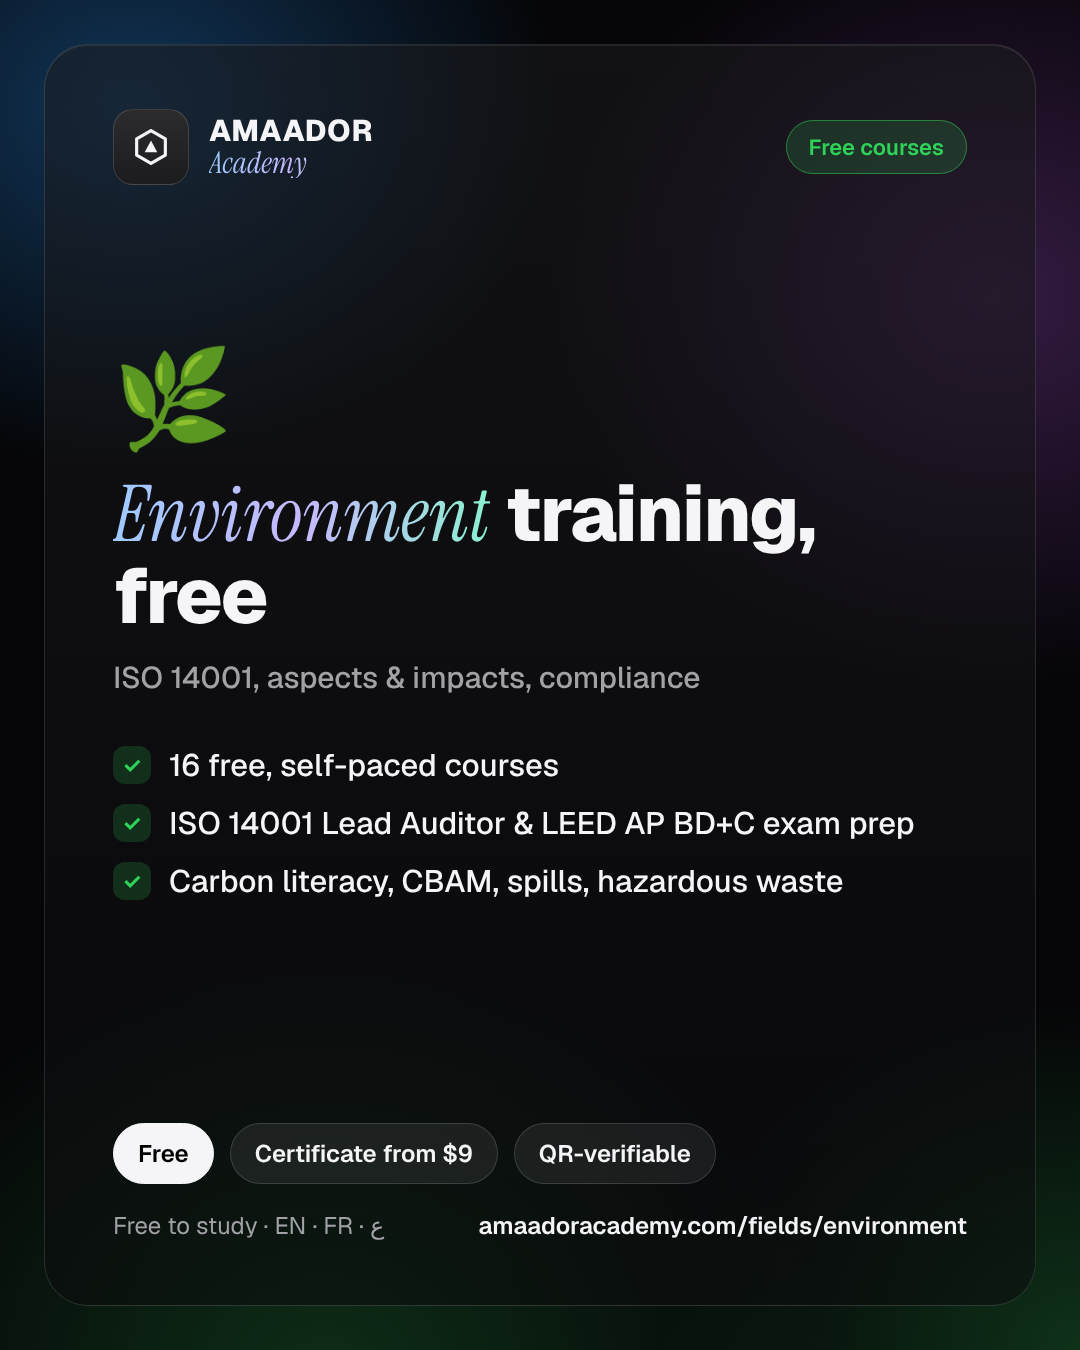 AMAADOR
Academy
Free courses
Environment training,
free
ISO 14001, aspects & impacts, compliance
16 free, self-paced courses
ISO 14001 Lead Auditor & LEED AP BD+C exam prep
Carbon literacy, CBAM, spills, hazardous waste
Free
Certificate from $9
QR-verifiable
Free to study · EN · FR · ع
amaadoracademy.com/fields/environment